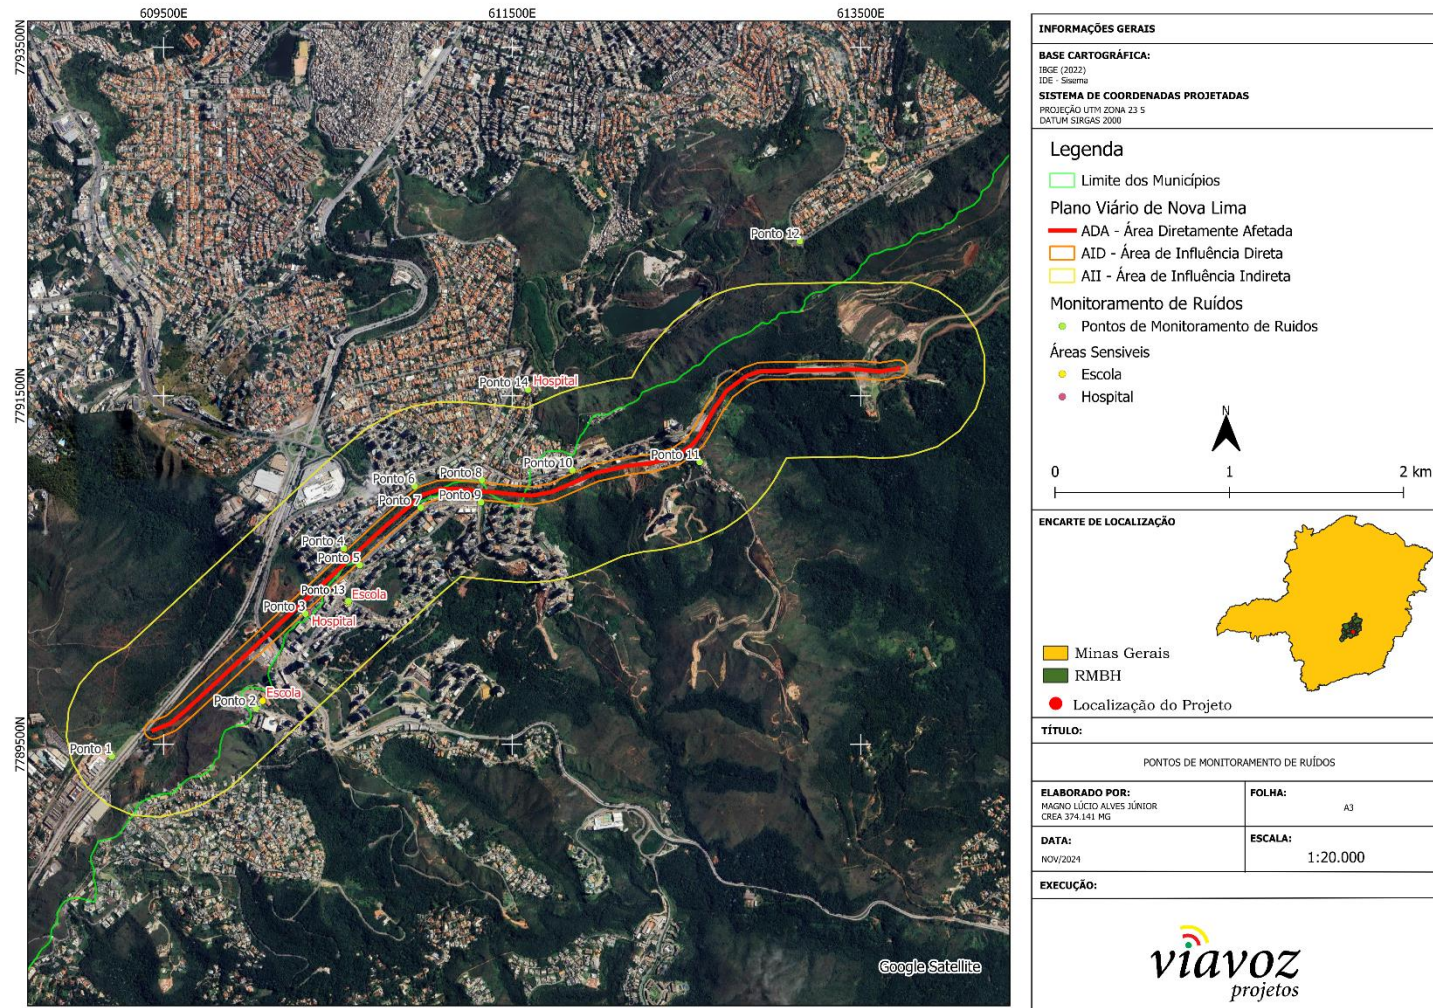 609500E
611500E
613500E
7793500N
7791500N
7789500N
Ponto 12
Ponto 14
Hospital
Ponto 10
Ponto 11
Ponto 8
Ponto 6
Ponto 9
Ponto 7
Ponto 4
Ponto 5
Ponto 13
Escola
Ponto 3
Hospital
Escola
Ponto 2
Ponto 1
Google Satellite
INFORMAÇÕES GERAIS
BASE CARTOGRÁFICA:
IBGE (2022)
IDE - Sisema
SISTEMA DE COORDENADAS PROJETADAS
PROJEÇÃO UTM ZONA 23 S
DATUM SIRGAS 2000
Legenda
Limite dos Municípios
Plano Viário de Nova Lima
ADA - Área Diretamente Afetada
AID - Área de Influência Direta
AII - Área de Influência Indireta
Monitoramento de Ruídos
Pontos de Monitoramento de Ruidos
Áreas Sensiveis
Escola
Hospital
N
0 1 2 km
ENCARTE DE LOCALIZAÇÃO
Minas Gerais
RMBH
Localização do Projeto
TÍTULO:
PONTOS DE MONITORAMENTO DE RUÍDOS
ELABORADO POR:
MAGNO LÚCIO ALVES JÚNIOR
CREA 374.141 MG
FOLHA:
A3
DATA:
NOV/2024
ESCALA:
1:20.000
EXECUÇÃO:
viavoz
projetos